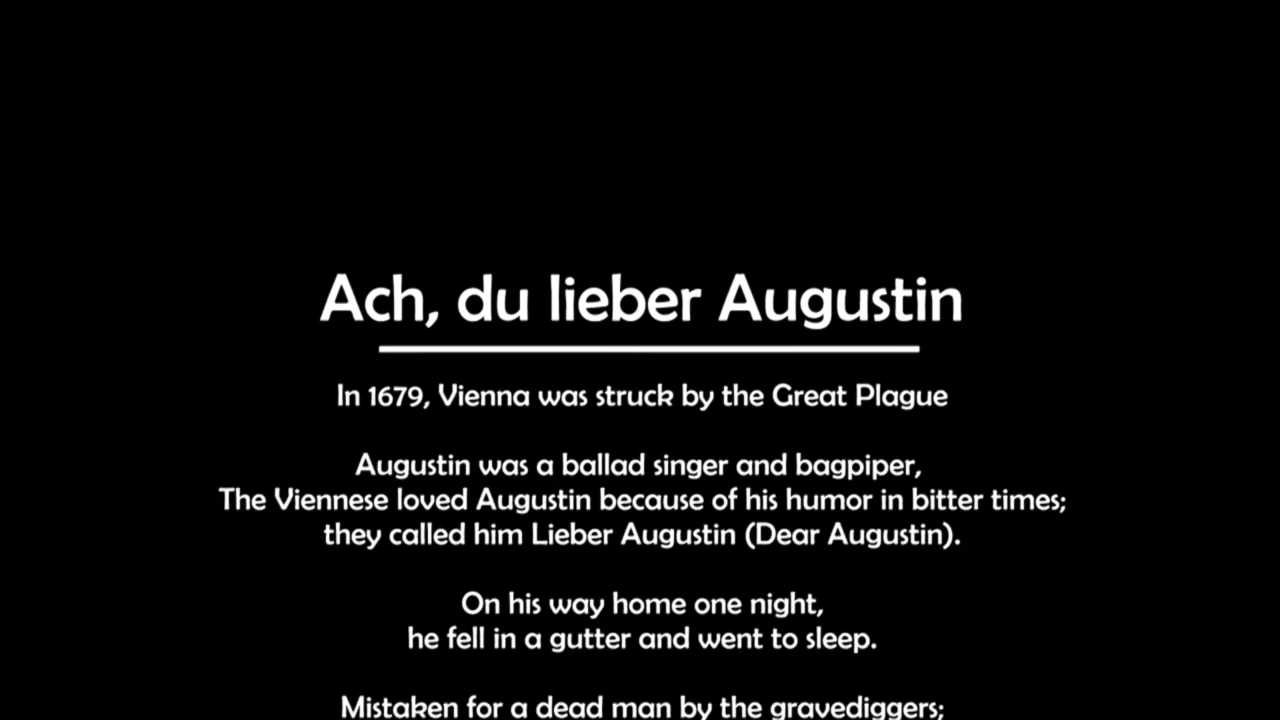 Ach, du lieber Augustin
In 1679, Vienna was struck by the Great Plague
Augustin was a ballad singer and bagpiper,
The Viennese loved Augustin because of his humor in bitter times;
they called him Lieber Augustin (Dear Augustin).
On his way home one night,
he fell in a gutter and went to sleep.
Mistaken for a dead man by the gravediggers;